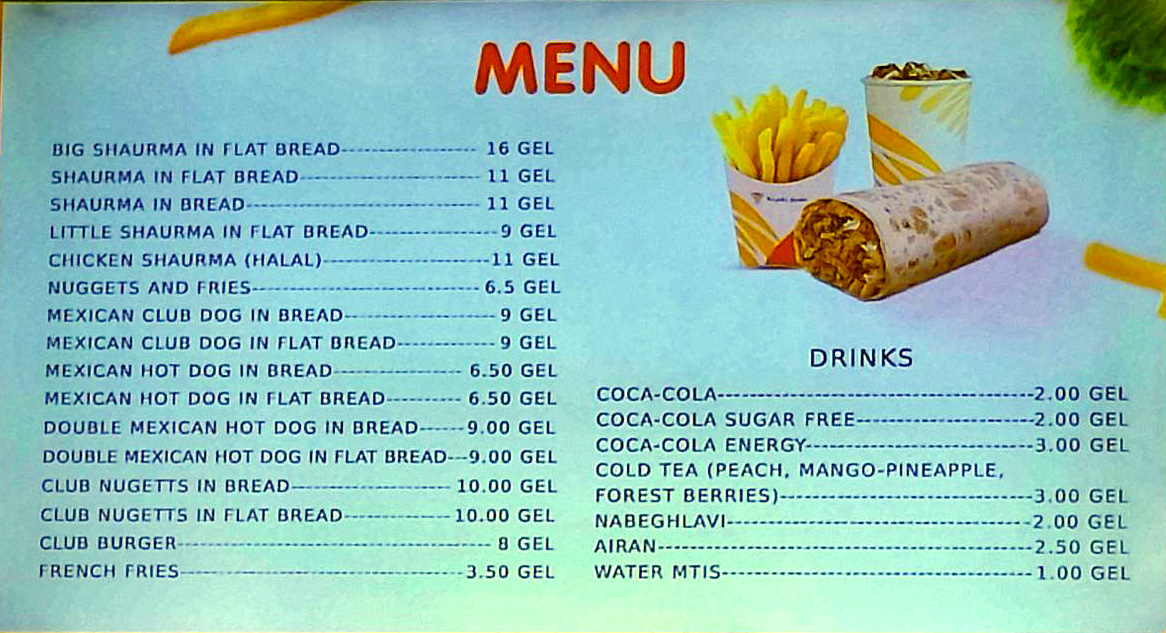 MENU
BIG SHAURMA IN FLAT BREAD------------------ 16 GEL
SHAURMA IN FLAT BREAD------------------------ 11 GEL
SHAURMA IN BREAD------------------------------- 11 GEL
LITTLE SHAURMA IN FLAT BREAD-----------------9 GEL
CHICKEN SHAURMA (HALAL)----------------------11 GEL
NUGGETS AND FRIES------------------------------ 6.5 GEL
MEXICAN CLUB DOG IN BREAD-------------------- 9 GEL
MEXICAN CLUB DOG IN FLAT BREAD------------- 9 GEL
MEXICAN HOT DOG IN BREAD----------------- 6.50 GEL
MEXICAN HOT DOG IN FLAT BREAD---------- 6.50 GEL
DOUBLE MEXICAN HOT DOG IN BREAD------9.00 GEL
DOUBLE MEXICAN HOT DOG IN FLAT BREAD---9.00 GEL
CLUB NUGETTS IN BREAD--------------------- 10.00 GEL
CLUB NUGETTS IN FLAT BREAD-------------- 10.00 GEL
CLUB BURGER----------------------------------------- 8 GEL
FRENCH FRIES-------------------------------------3.50 GEL
DRINKS
COCA-COLA-----------------------------------------2.00 GEL
COCA-COLA SUGAR FREE-----------------------2.00 GEL
COCA-COLA ENERGY------------------------------3.00 GEL
COLD TEA (PEACH, MANGO-PINEAPPLE,
FOREST BERRIES)---------------------------------3.00 GEL
NABEGHLAVI----------------------------------------2.00 GEL
AIRAN-------------------------------------------------2.50 GEL
WATER MTIS-----------------------------------------1.00 GEL